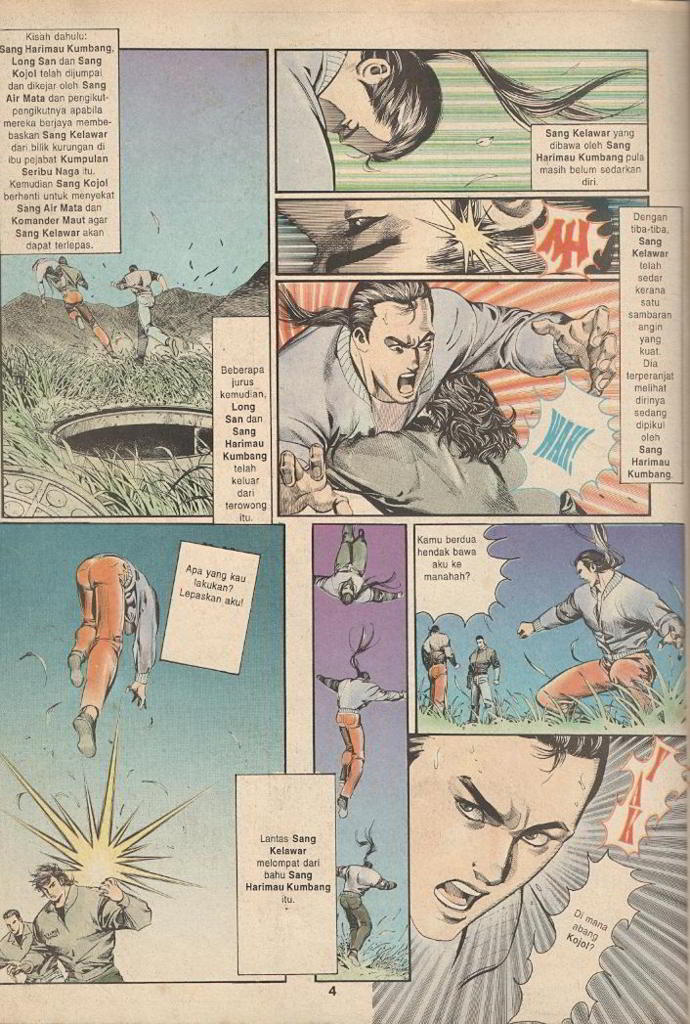 Kisah dahulu:
Sang Harimau Kumbang,
Long San dan Sang
Kojol telah dijumpai
dan dikejar oleh Sang
Air Mata dan pengikut-
pengikutnya apabila
mereka berjaya membe-
baskan Sang Kelawar
dari bilik kurungan di
ibu pejabat Kumpulan
Seribu Naga itu.
Kemudian Sang Kojol
berhenti untuk menyekat
Sang Air Mata dan
Komander Maut agar
Sang Kelawar akan
dapat terlepas.
Beberapa
jurus
kemudian,
Long
San dan
Sang
Harimau
Kumbang
telah
keluar
dari
terowong
itu.
Sang Kelawar yang
dibawa oleh Sang
Harimau Kumbang pula
masih belum sedarkan
diri.
AH
Dengan
tiba-tiba,
Sang
Kelawar
telah
sedar
kerana
satu
sambaran
angin
yang
kuat.
Dia
terperanjat
melihat
dirinya
sedang
dipikul
oleh
Sang
Harimau
Kumbang.
WAH!
Apa yang kau
lakukan?
Lepaskan aku!
Lantas Sang
Kelawar
melompat dari
bahu Sang
Harimau Kumbang
itu.
Kamu berdua
hendak bawa
aku ke
manahah?
TAK
Di mana
abang
Kojol?
4